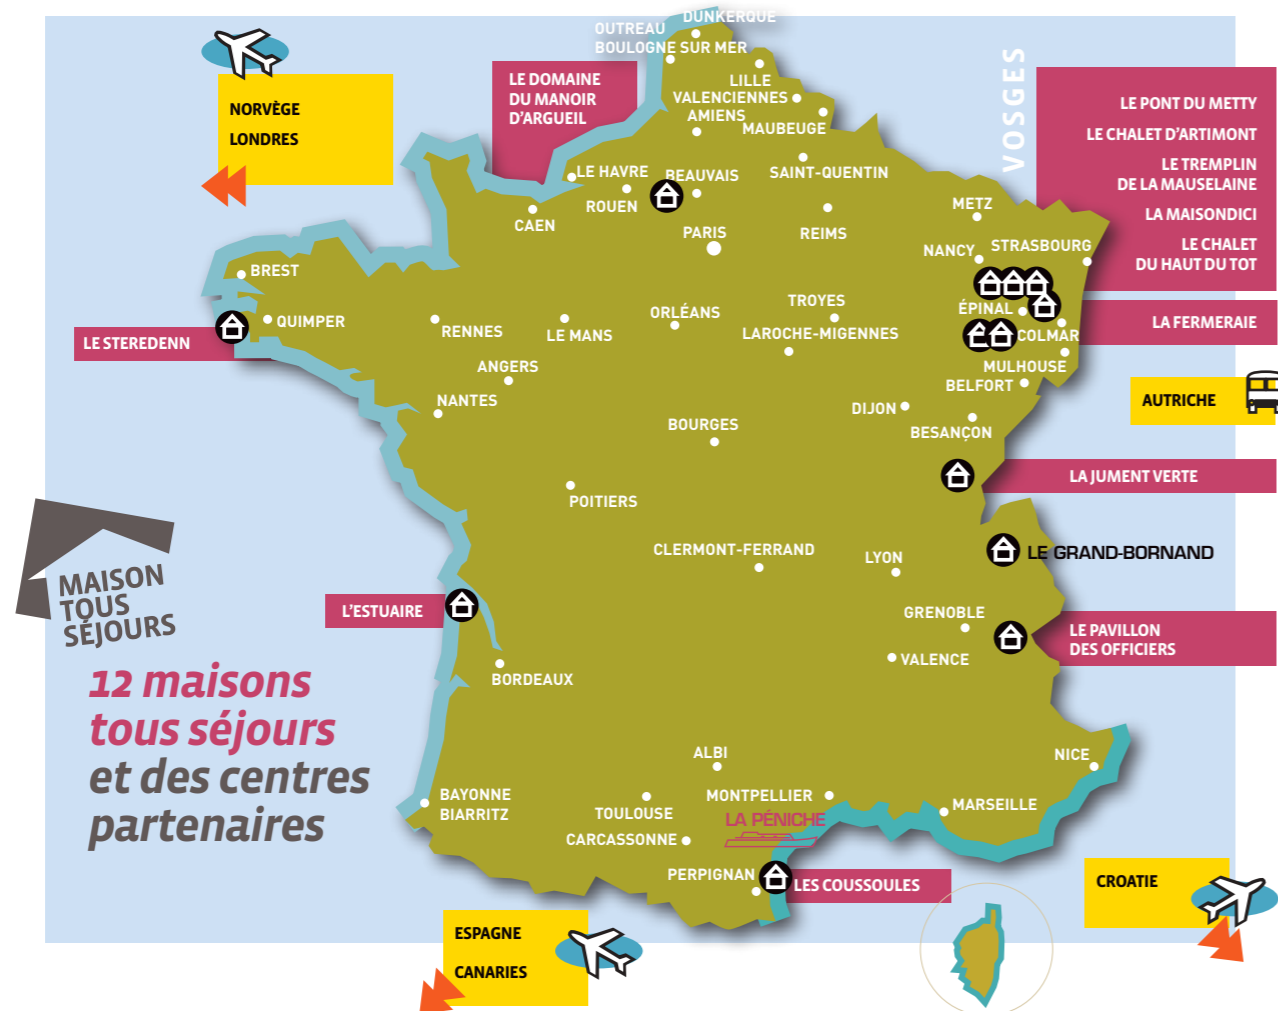 DUNKERQUE
OUTREAU
BOULOGNE SUR MER
LILLE
VALENCIENNES
AMIENS
MAUBEUGE
NORVÈGE
LONDRES
LE DOMAINE
DU MANOIR
D'ARGUEIL
VOSGES
LE PONT DU METTY
LE CHALET D'ARTIMONT
LE TREMPLIN
DE LA MAUSELAINE
LA MAISONDICI
LE CHALET
DU HAUT DU TOT
LE HAVRE
BEAUVAIS
SAINT-QUENTIN
ROUEN
CAEN
PARIS
REIMS
METZ
NANCY
STRASBOURG
BREST
QUIMPER
RENNES
LE MANS
ORLÉANS
TROYES
LAROCHE-MIGENNES
ÉPINAL
COLMAR
LA FERMERAIE
LE STEREDENN
ANGERS
NANTES
MULHOUSE
BELFORT
AUTRICHE
DIJON
BESANÇON
BOURGES
LA JUMENT VERTE
POITIERS
CLERMONT-FERRAND
LYON
LE GRAND-BORNAND
MAISON
TOUS
SÉJOURS
L'ESTUAIRE
GRENOBLE
LE PAVILLON
DES OFFICIERS
VALENCE
BORDEAUX
12 maisons
tous séjours
et des centres
partenaires
ALBI
NICE
BAYONNE
BIARRITZ
TOULOUSE
MONTPELLIER
MARSEILLE
LA PÉNICHE
CARCASSONNE
PERPIGNAN
LES COUSSOULES
CROATIE
ESPAGNE
CANARIES